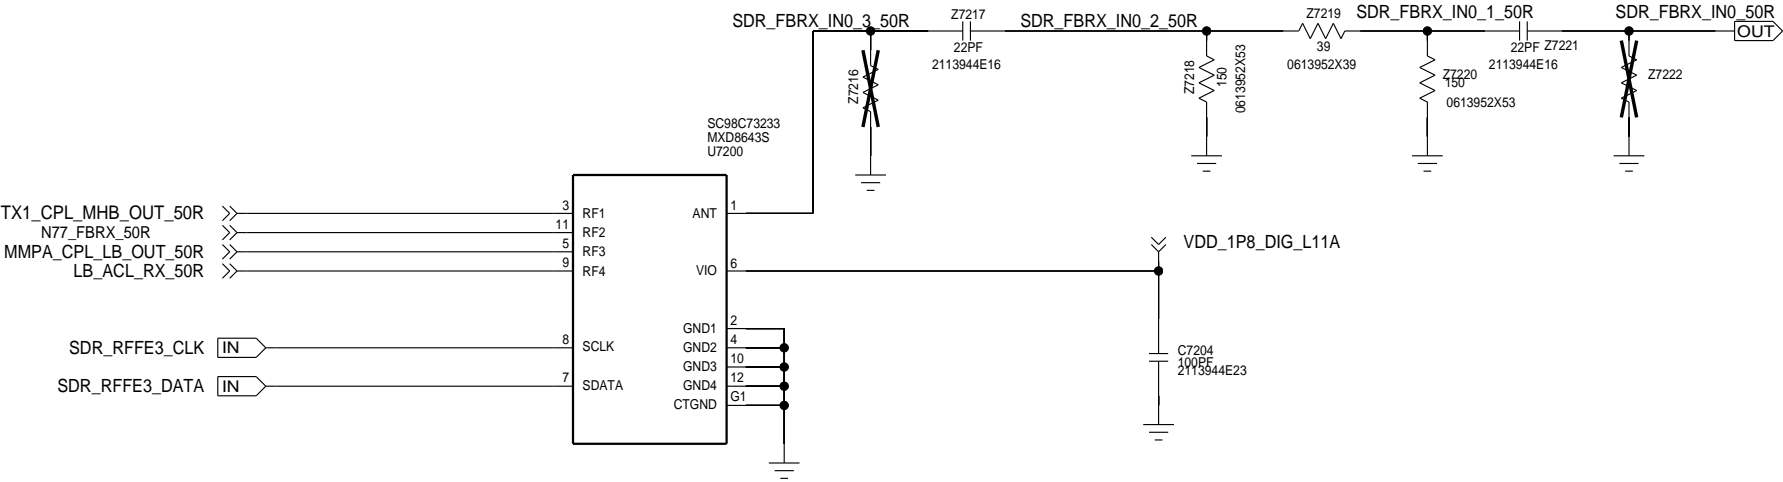 SDR_FBRX_IN0_3_50R
Z7217
22PF
2113944E16
SDR_FBRX_IN0_2_50R
Z7219
39
0613952X39
SDR_FBRX_IN0_1_50R
22PF Z7221
2113944E16
SDR_FBRX_IN0_50R
OUT
Z7216
Z7218
150
0613952X53
Z7220
150
0613952X53
Z7222
SC98C73233
MXD8643S
U7200
TX1_CPL_MHB_OUT_50R
3 RF1
ANT 1
N77_FBRX_50R
11 RF2
MMPA_CPL_LB_OUT_50R
5 RF3
LB_ACL_RX_50R
9 RF4
VIO 6
VDD_1P8_DIG_L11A
GND1 2
SDR_RFFE3_CLK IN
8 SCLK
GND2 4
GND3 10
SDR_RFFE3_DATA IN
7 SDATA
GND4 12
CTGND G1
C7204
100PF
2113944E23